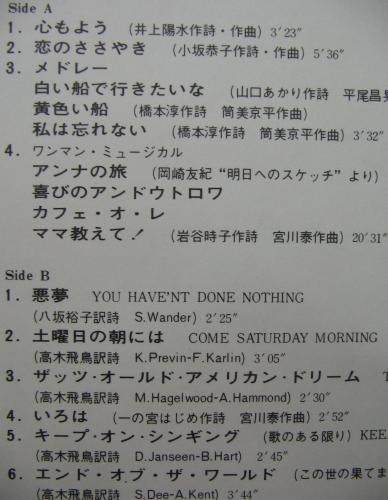 Side A
1. 心もよう (井上陽水作詩・作曲) 3′23″
2. 恋のささやき (小坂恭子作詩・作曲) 5′36″
3. メドレー
白い船で行きたいな (山口あかり作詩 平尾昌晃
黄色い船 (橋本淳作詩 筒美京平作曲)
私は忘れない (橋本淳作詩 筒美京平作曲) 3′32″
4. ワンマン・ミュージカル
アンナの旅 (岡崎友紀“明日へのスケッチ”より)
喜びのアンドウトロワ
カフェ・オ・レ
ママ教えて! (岩谷時子作詩 宮川泰作曲) 20′31″
Side B
1. 悪夢 YOU HAVE'NT DONE NOTHING
(八坂裕子訳詩 S.Wander) 2′25″
2. 土曜日の朝には COME SATURDAY MORNING
(高木飛鳥訳詩 K.Previn-F.Karlin) 3′05″
3. ザッツ・オールド・アメリカン・ドリーム T
(高木飛鳥訳詩 M.Hagelwood-A.Hammond) 2′30″
4. いろは (一の宮はじめ作詩 宮川泰作曲) 2′52″
5. キープ・オン・シンギング (歌のある限り) KEE
(高木飛鳥訳詩 D.Janseen-B.Hart) 2′45″
6. エンド・オブ・ザ・ワールド (この世の果てま
(高木飛鳥訳詩 S.Dee-A.Kent) 3′44″